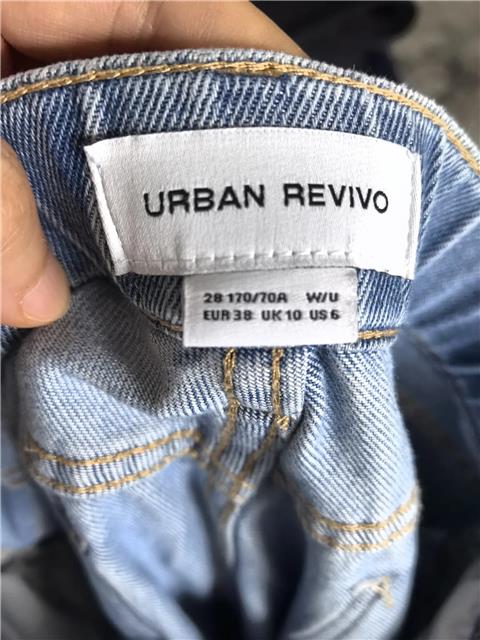 URBAN REVIVO
28 170/70A W/U
EUR 38 UK 10 US 6